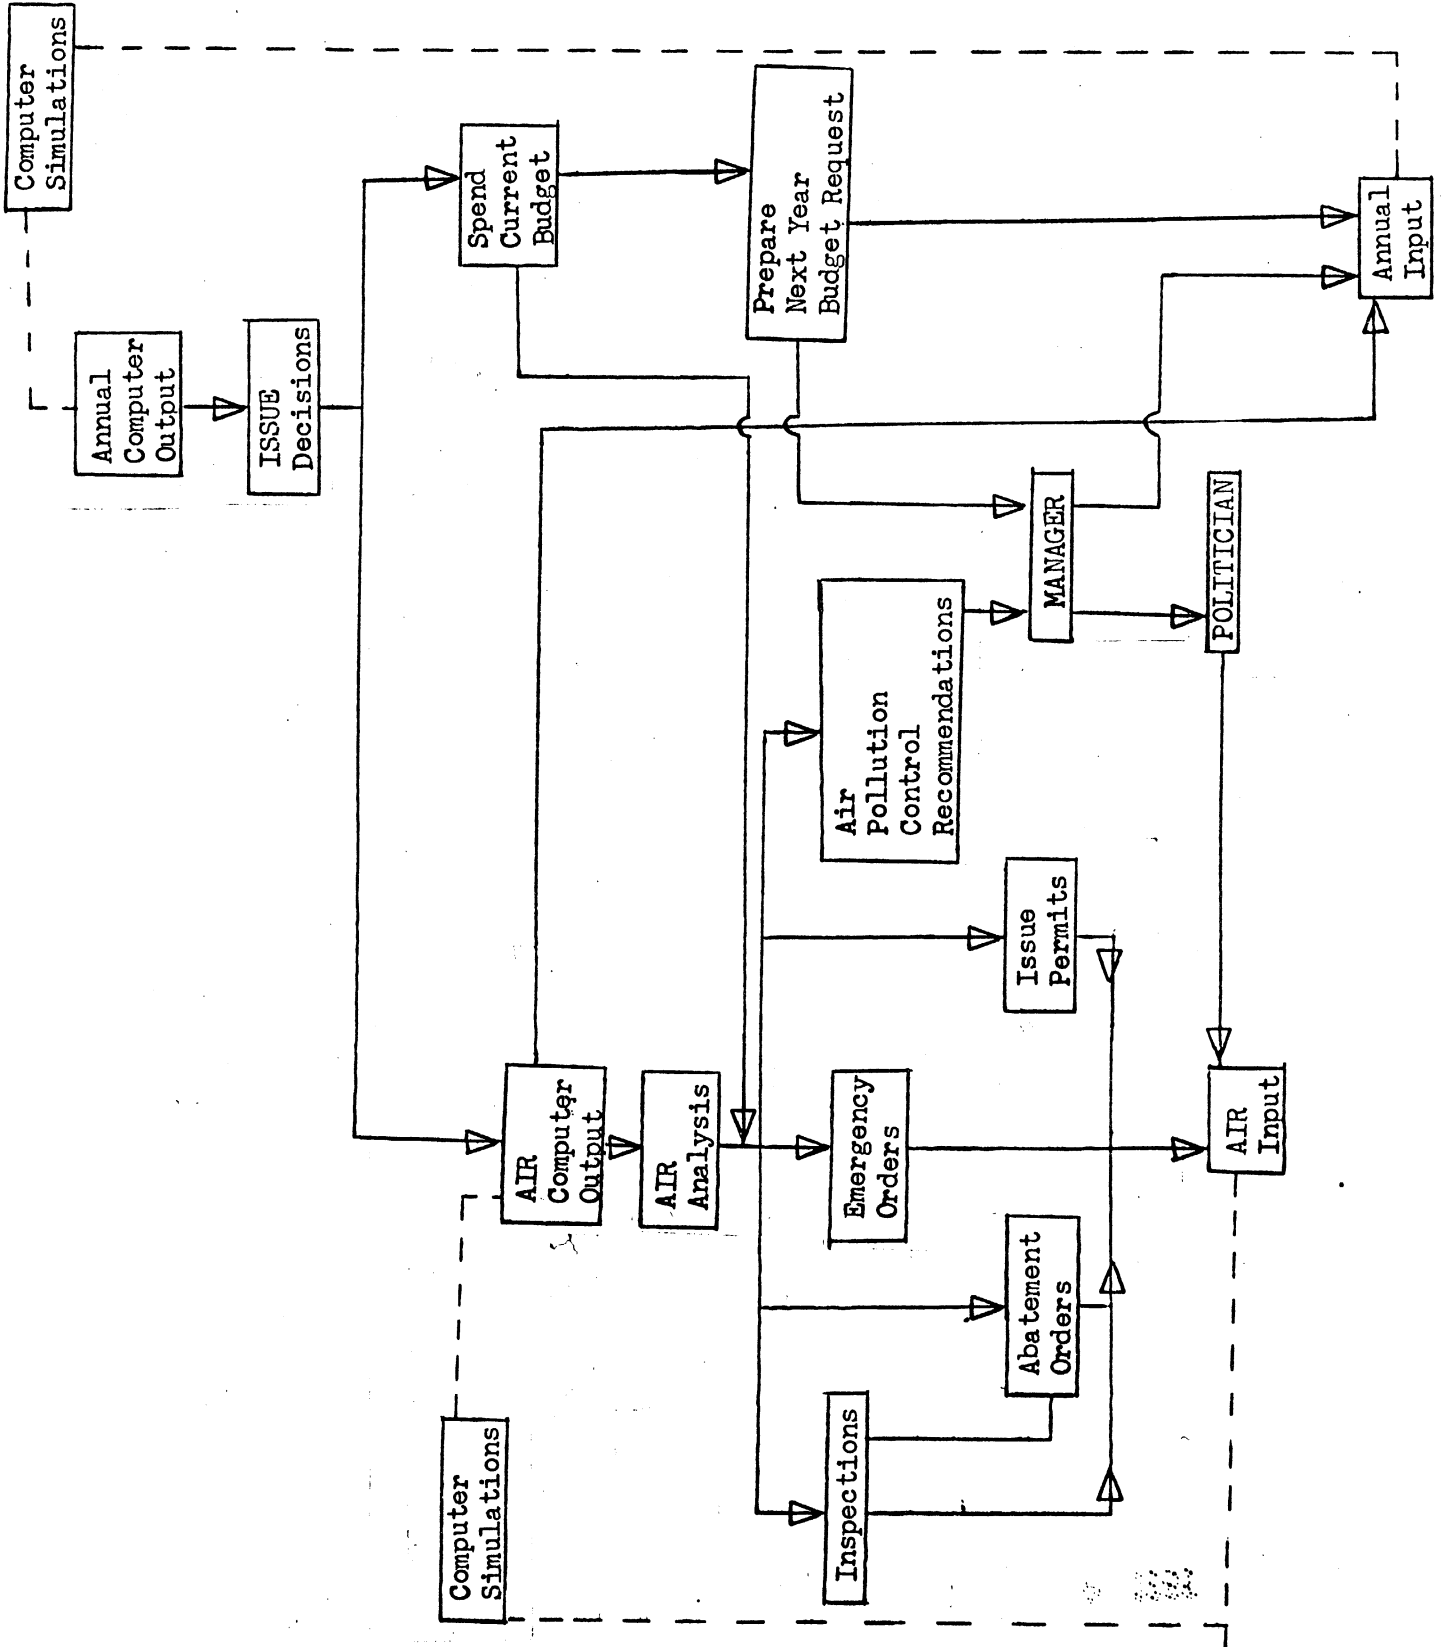 Computer
Simulations
Annual
Computer
Output
ISSUE
Decisions
Spend
Current
Budget
Prepare
Next Year
Budget Request
Annual
Input
Computer
Simulations
AIR
Computer
Output
AIR
Analysis
Inspections
Abatement
Orders
Emergency
Orders
Issue
Permits
Air
Pollution
Control
Recommendations
MANAGER
POLITICIAN
AIR
Input